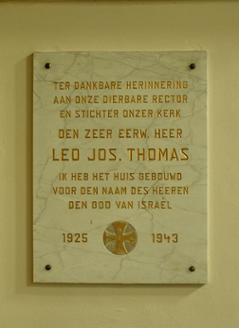 TER DANKBARE HERINNERING
AAN ONZE DIERBARE RECTOR
EN STICHTER ONZER KERK
DEN ZEER EERW. HEER
LEO JOS. THOMAS
IK HEB HET HUIS GEBOUWD
VOOR DEN NAAM DES HEEREN
DEN GOD VAN ISRAËL
1925 1943